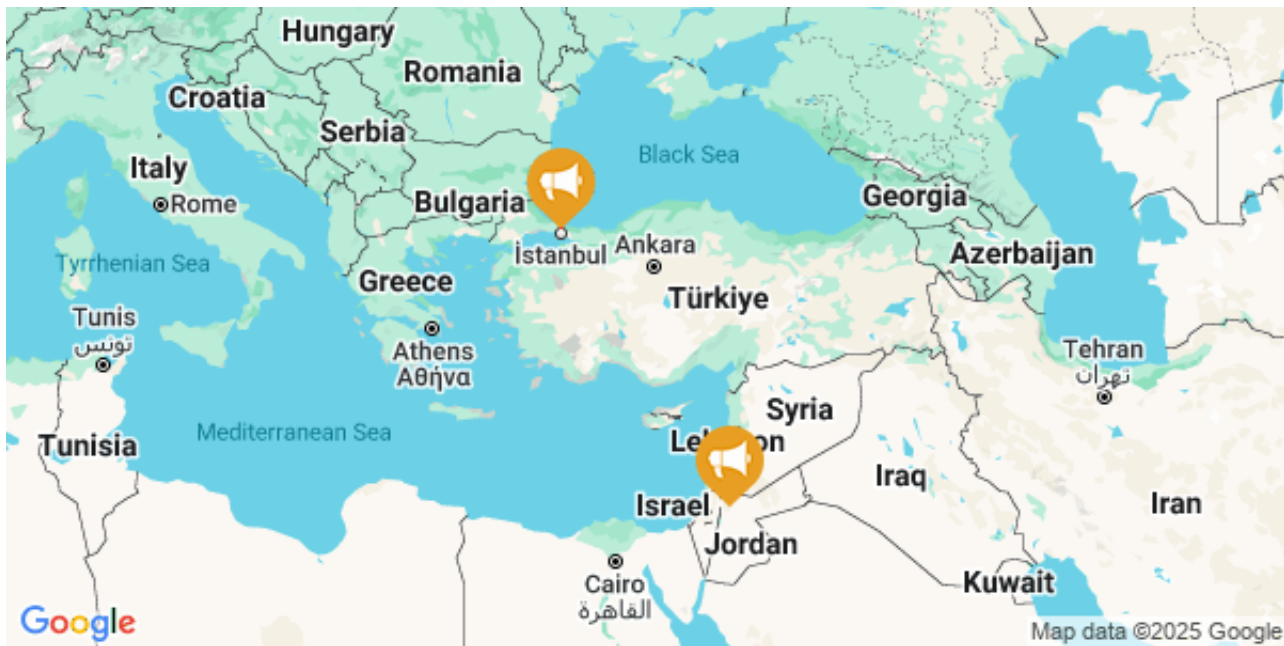 Hungary
Romania
Croatia
Serbia
Black Sea
Italy
Rome
Bulgaria
Georgia
İstanbul
Ankara
Azerbaijan
Tyrrhenian Sea
Greece
Türkiye
Tunis
تونس
Athens
Αθήνα
Tehran
تهران
Syria
Mediterranean Sea
Tunisia
Iraq
Israel
Iran
Jordan
Cairo
القاهرة
Kuwait
Google
Map data ©2025 Google